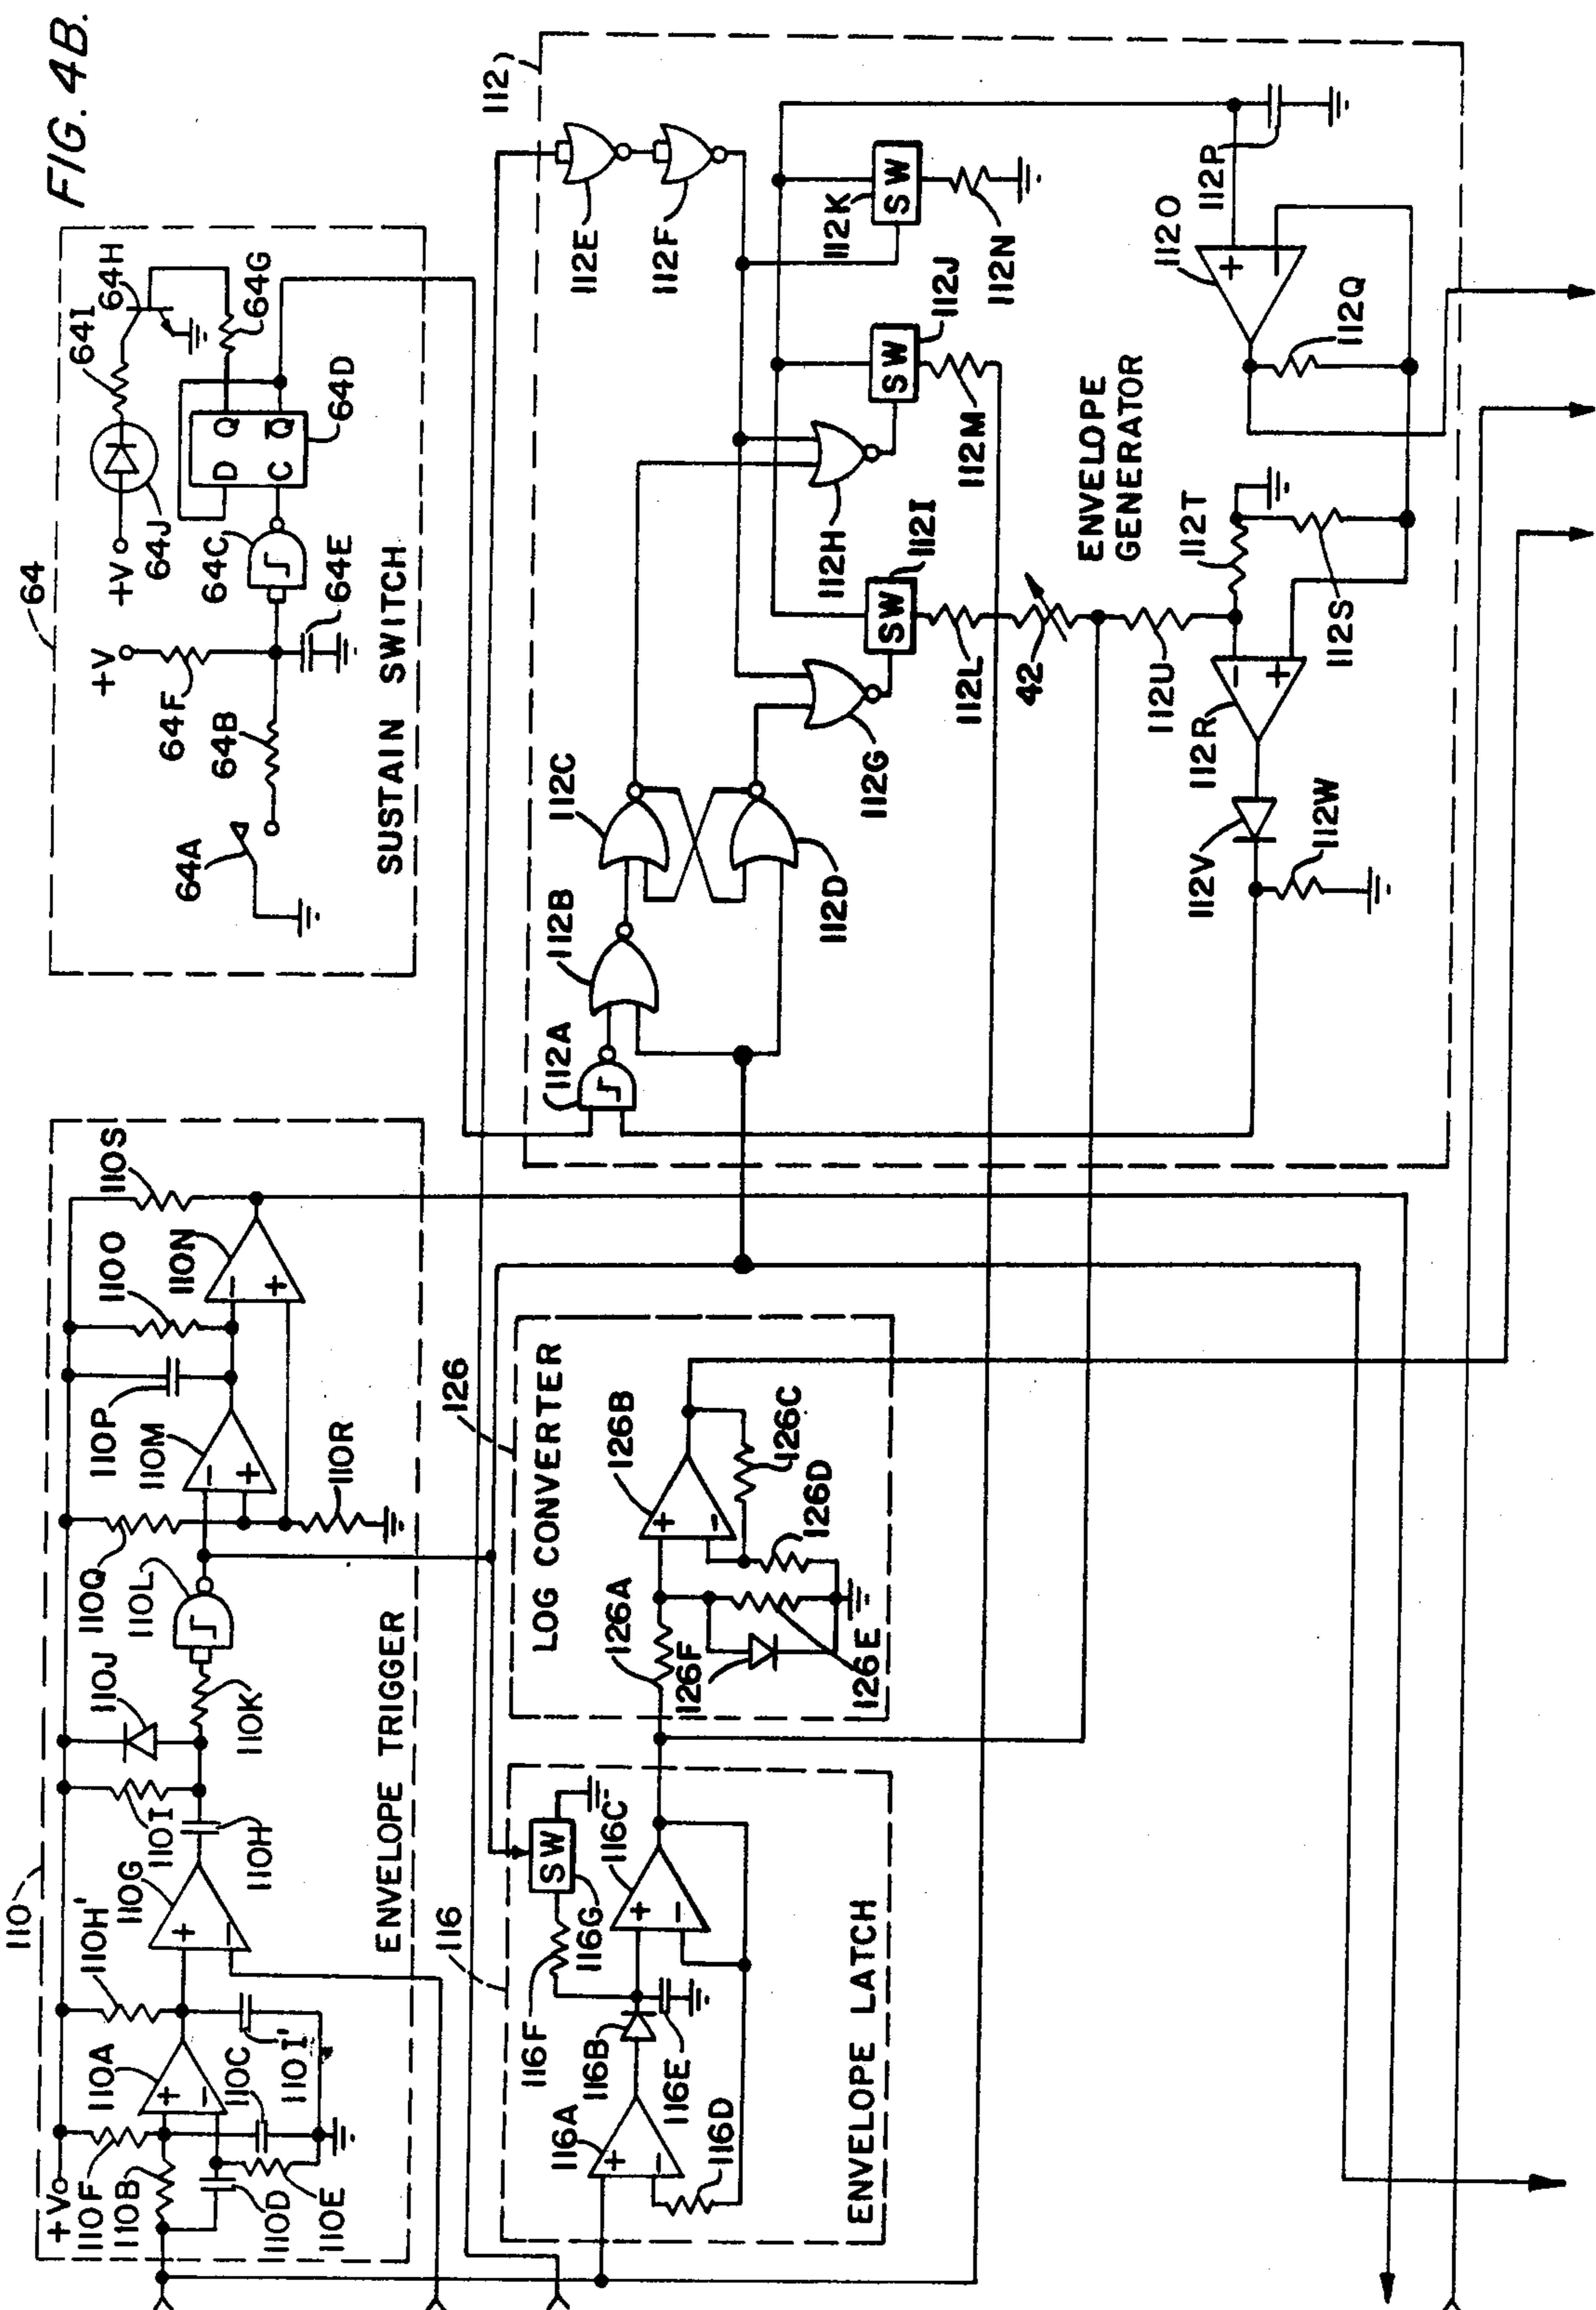 FIG. 4B.
110
+V
110F
110B
110D
110E
110A
+
-
110C
110I'
110H'
110G
+
-
110H
110I
110J
110K
110L
110Q
110M
-
+
110R
110P
110O
110N
-
+
110S
ENVELOPE TRIGGER
64
64A
64B
64F
+V
64E
64C
+V
64J
64I
64H
64G
D
Q
C
Q
64D
SUSTAIN SWITCH
116
116A
+
-
116D
116B
116E
116F
116G
SW
116C
+
-
ENVELOPE LATCH
126
LOG CONVERTER
126A
126F
126E
126B
+
-
126D
126C
112
112A
112B
112C
112D
112E
112F
112G
112H
SW
112I
SW
112J
SW
112K
112L
112M
112N
42
ENVELOPE
GENERATOR
112O
+
112P
112Q
112R
-
+
112S
112T
112U
112V
112W